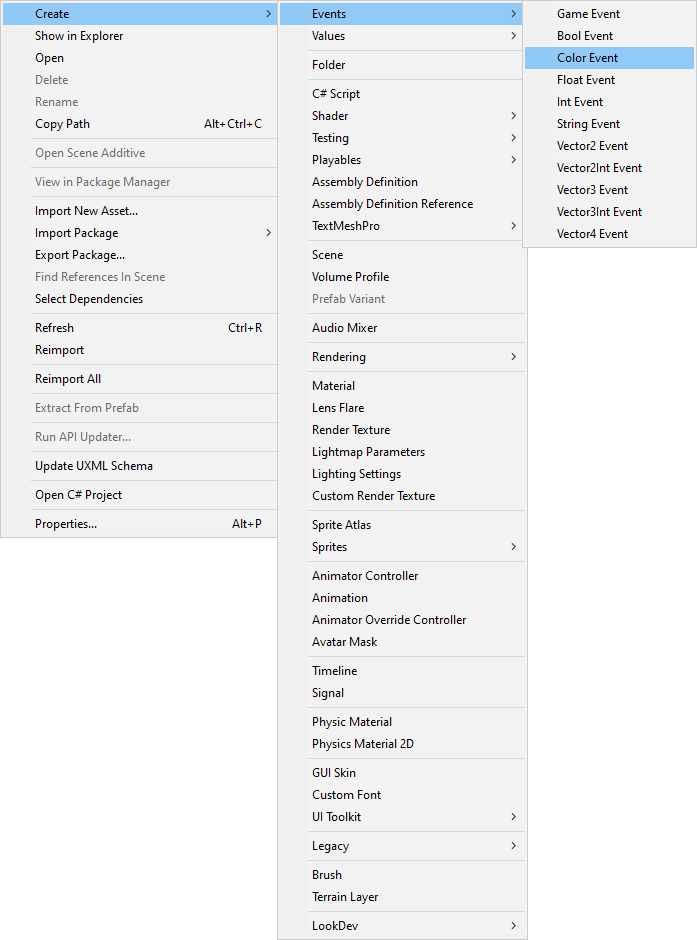 Create
Show in Explorer
Open
Delete
Rename
Copy Path Alt+Ctrl+C
Open Scene Additive
View in Package Manager
Import New Asset...
Import Package
Export Package...
Find References In Scene
Select Dependencies
Refresh Ctrl+R
Reimport
Reimport All
Extract From Prefab
Run API Updater...
Update UXML Schema
Open C# Project
Properties... Alt+P
Events
Values
Folder
C# Script
Shader
Testing
Playables
Assembly Definition
Assembly Definition Reference
TextMeshPro
Scene
Volume Profile
Prefab Variant
Audio Mixer
Rendering
Material
Lens Flare
Render Texture
Lightmap Parameters
Lighting Settings
Custom Render Texture
Sprite Atlas
Sprites
Animator Controller
Animation
Animator Override Controller
Avatar Mask
Timeline
Signal
Physic Material
Physics Material 2D
GUI Skin
Custom Font
UI Toolkit
Legacy
Brush
Terrain Layer
LookDev
Game Event
Bool Event
Color Event
Float Event
Int Event
String Event
Vector2 Event
Vector2Int Event
Vector3 Event
Vector3Int Event
Vector4 Event